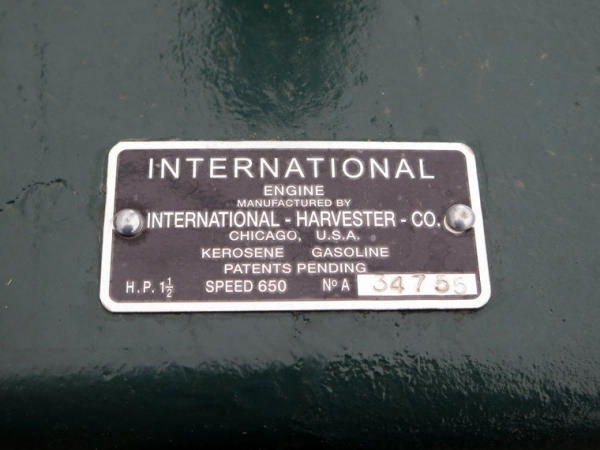 INTERNATIONAL
ENGINE
MANUFACTURED BY
INTERNATIONAL - HARVESTER - CO.
CHICAGO, U.S.A.
KEROSENE GASOLINE
PATENTS PENDING
H.P. 1½ SPEED 650 Nº A 34755